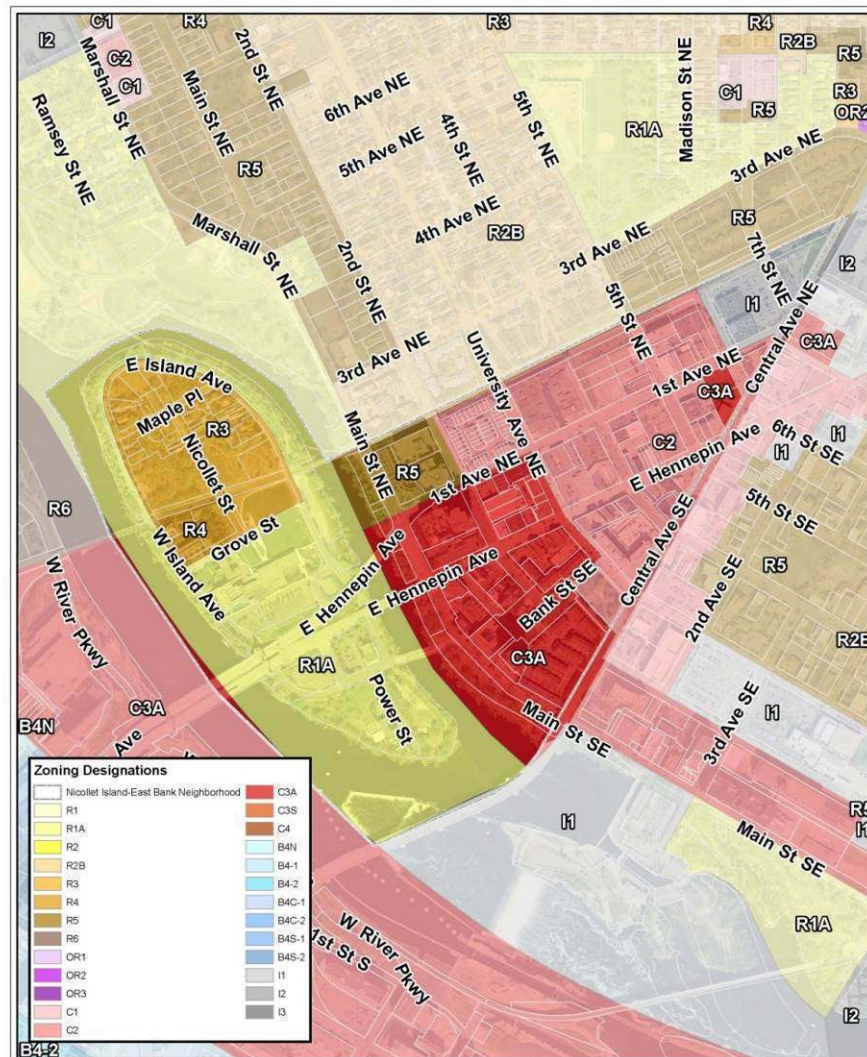 C1
R4
R3
R4
I2
C2
C1
Marshall St NE
Main St NE
2nd St NE
6th Ave NE
5th St NE
Madison St NE
R2B
R5
C1
R3
R5
OR2
Ramsey St NE
R5
5th Ave NE
4th St NE
R1A
3rd Ave NE
4th Ave NE
R2B
R5
Marshall St NE
2nd St NE
3rd Ave NE
5th St NE
7th St NE
I2
I1
Central Ave NE
E Island Ave
3rd Ave NE
University Ave NE
1st Ave NE
C3A
C3A
Maple Pl
R3
Nicollet St
Main St NE
R5
1st Ave NE
C2
E Hennepin Ave
6th St SE
I1
I1
R6
R4
Grove St
W Island Ave
E Hennepin Ave
E Hennepin Ave
5th St SE
Central Ave SE
R5
W River Pkwy
Bank St SE
2nd Ave SE
R2B
R1A
C3A
Power St
C3A
B4N
Ave
Main St SE
3rd Ave SE
I1
I1
R5
I1
Main St SE
R1A
W River Pkwy
1st St S
I2
B4-2
Zoning Designations
Nicollet Island-East Bank Neighborhood
R1
R1A
R2
R2B
R3
R4
R5
R6
OR1
OR2
OR3
C1
C2
C3A
C3S
C4
B4N
B4-1
B4-2
B4C-1
B4C-2
B4S-1
B4S-2
I1
I2
I3